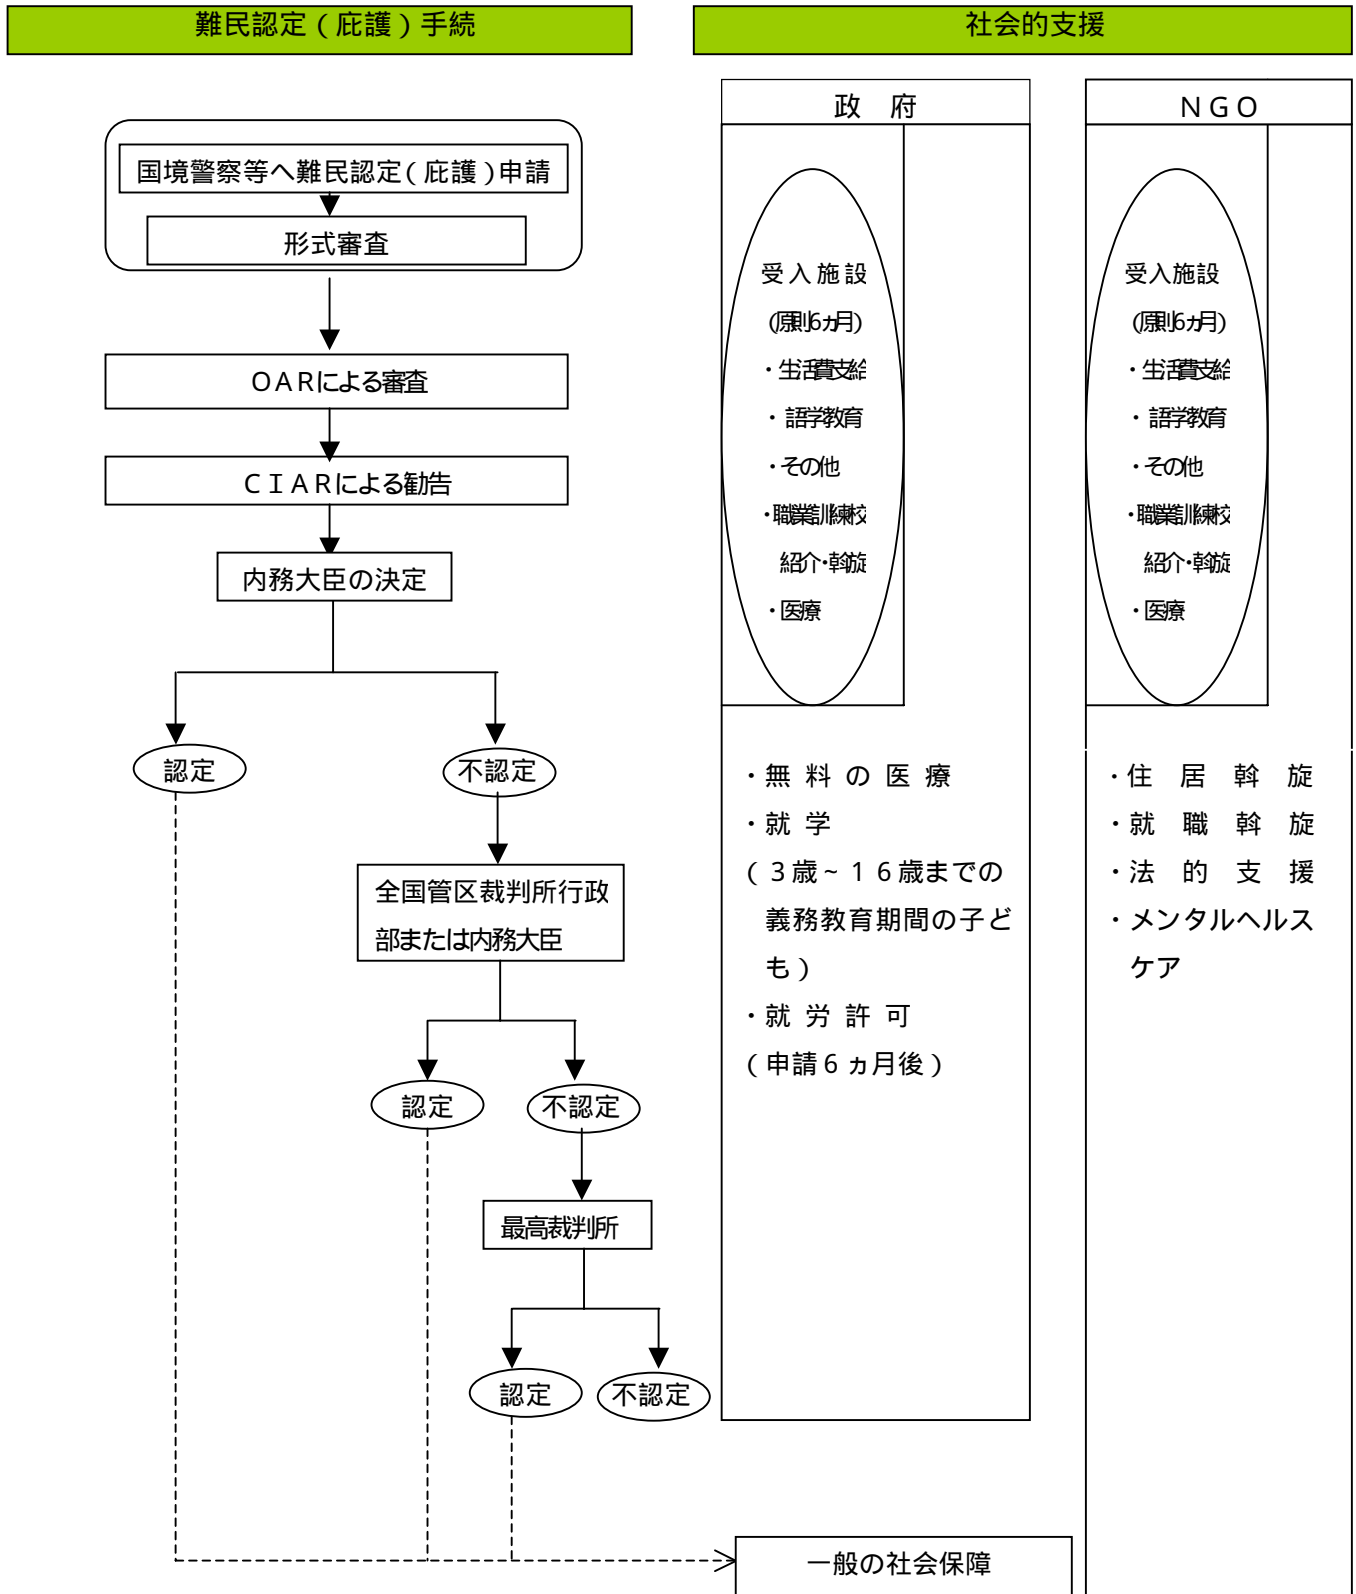 難民認定(庇護)手続
国境警察等へ難民認定(庇護)申請
形式審査
OARによる審査
CIARによる勧告
内務大臣の決定
認定
不認定
全国管区裁判所行政
部または内務大臣
認定
不認定
最高裁判所
認定
不認定
社会的支援
政 府
受入施設
(原則6ヵ月)
・生活費支給
・語学教育
・その他
・職業訓練校
紹介・斡旋
・医療
・無料の医療
・就学
(3歳~16歳までの
義務教育期間の子ど
も)
・就労許可
(申請6ヵ月後)
NGO
受入施設
(原則6ヵ月)
・生活費支給
・語学教育
・その他
・職業訓練校
紹介・斡旋
・医療
・住居斡旋
・就職斡旋
・法的支援
・メンタルヘルス
ケア
一般の社会保障